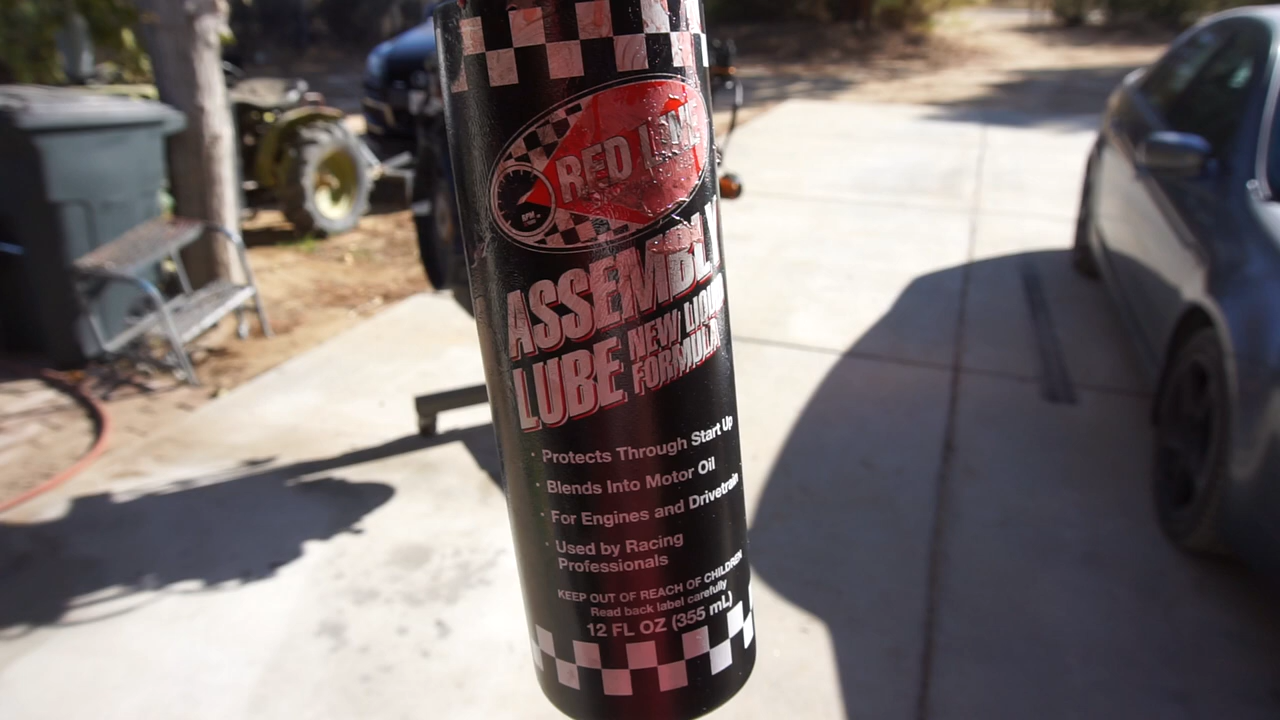 RED LINE
RPM
ASSEMBLY
LUBE NEW LIQUID
FORMULA
· Protects Through Start Up
· Blends Into Motor Oil
· For Engines and Drivetrain
· Used by Racing
Professionals
KEEP OUT OF REACH OF CHILDREN
Read back label carefully
12 FL OZ (355 mL)